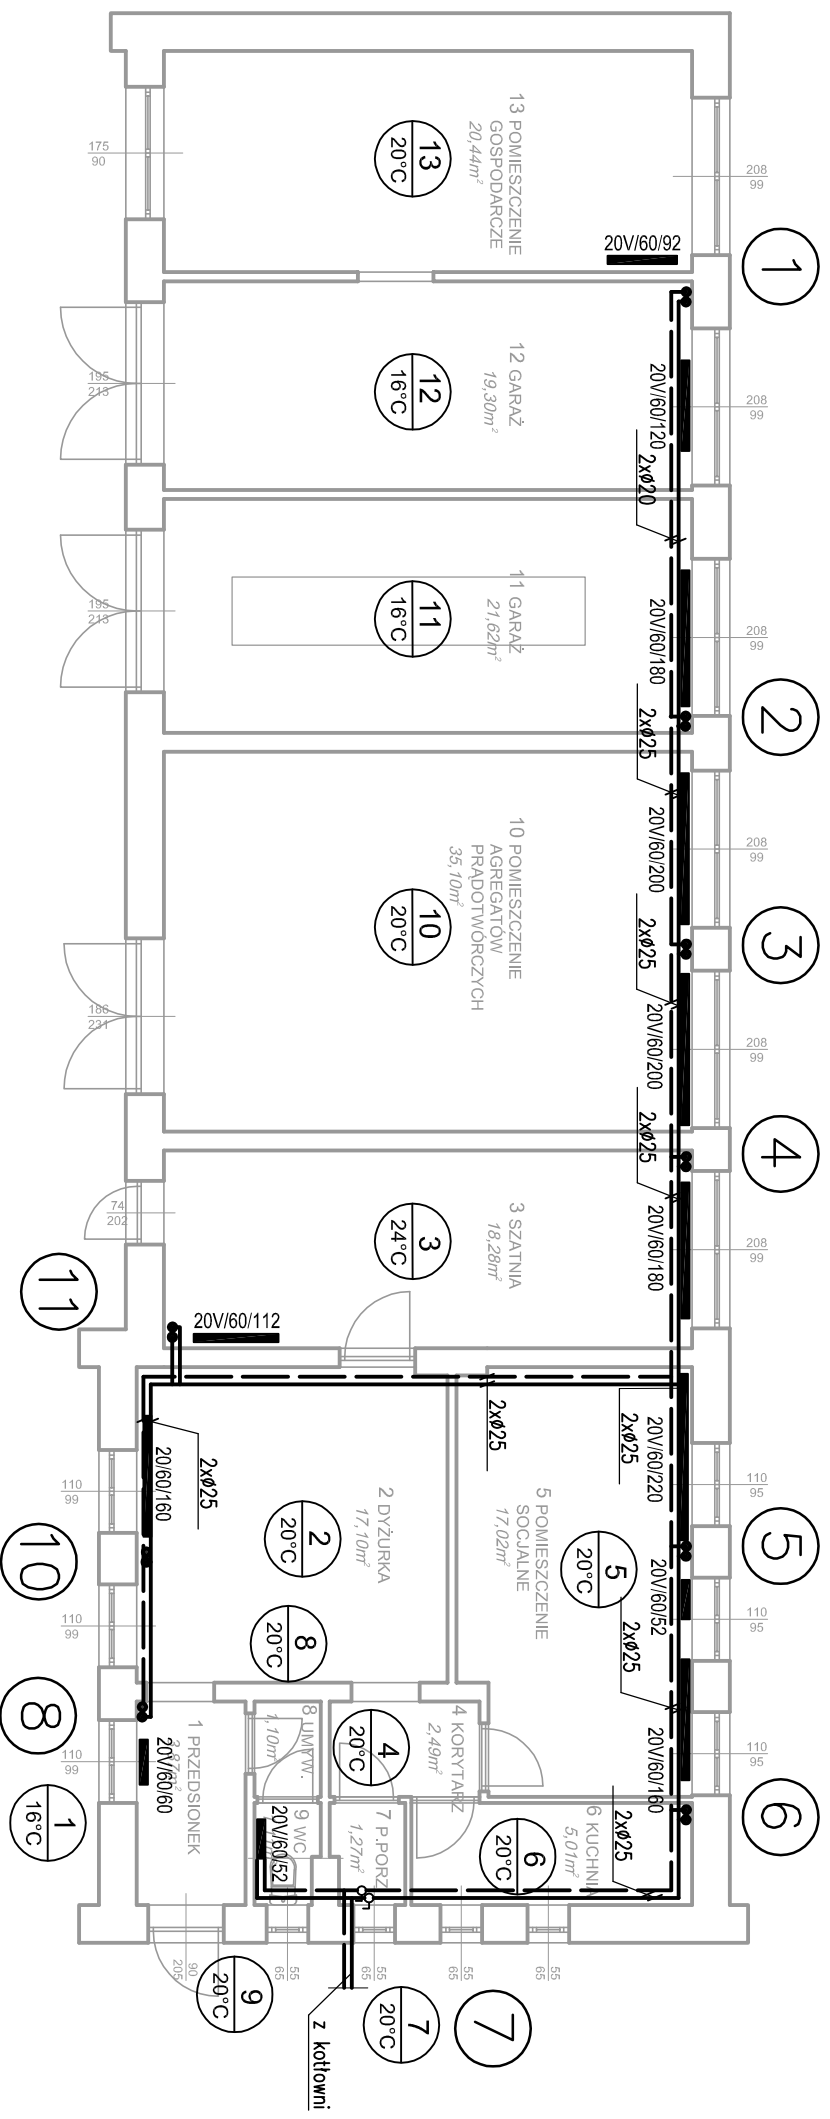 13 POMIESZCZENIE
GOSPODARCZE
20,44m²
13
20°C
175
90
208
99
20V/60/92
1
12 GARAŻ
19,30m²
12
16°C
195
213
208
99
20V/60/120
2xø20
11 GARAŻ
21,62m²
11
16°C
195
213
208
99
20V/60/180
2
2xø25
10 POMIESZCZENIE
AGREGATÓW
PRĄDOTWÓRCZYCH
35,10m²
10
20°C
186
231
208
99
20V/60/200
3
2xø25
208
99
20V/60/200
4
2xø25
3 SZATNIA
18,28m²
3
24°C
74
202
208
99
20V/60/180
11
20V/60/112
2xø25
2xø25
20/60/160
2 DYŻURKA
17,10m²
2
20°C
110
99
10
110
99
5 POMIESZCZENIE
SOCJALNE
17,02m²
5
20°C
2xø25
20V/60/220
110
95
5
20V/60/52
110
95
2xø25
20V/60/160
110
95
6
8
20°C
8 UMYW.
1,10m²
4 KORYTARZ
2,49m²
4
20°C
1 PRZEDSIONEK
3,87m²
20V/60/60
8
110
99
1
16°C
9 WC
20V/60/52
7 P.PORZ.
1,27m²
6 KUCHNIA
5,01m²
6
20°C
2xø25
90
205
55
65
55
65
55
65
55
65
9
20°C
7
20°C
7
z kotłowni